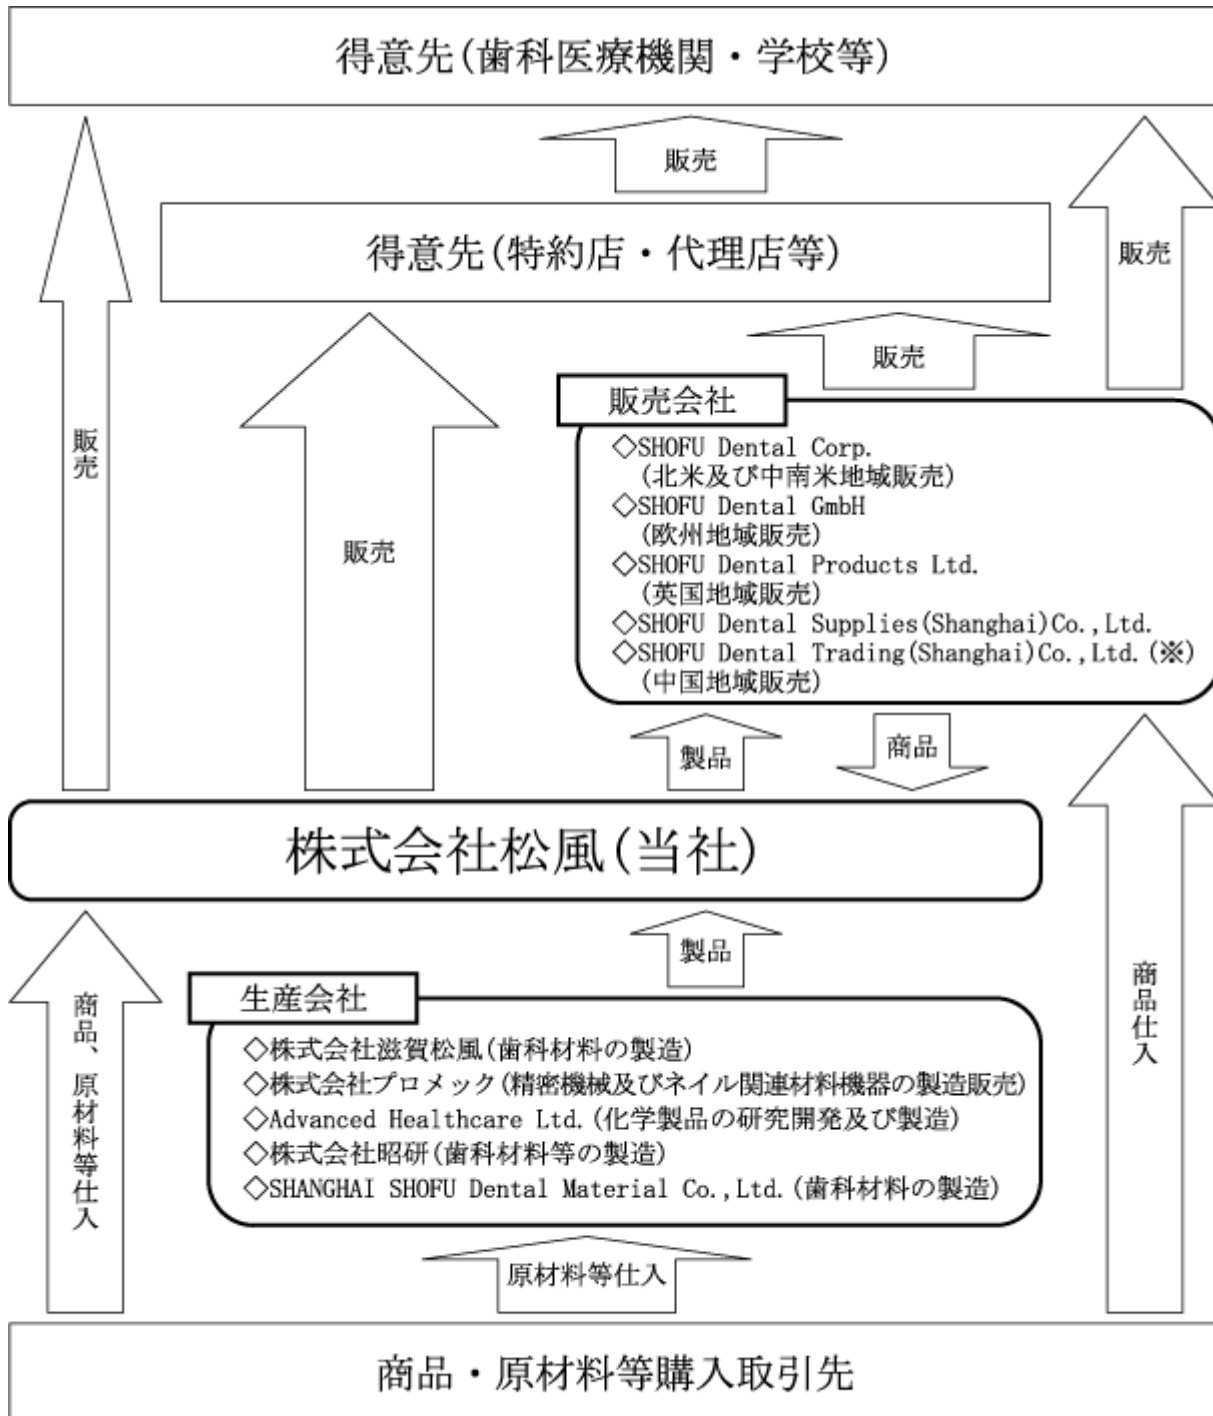 得意先(歯科医療機関・学校等)
販売
得意先(特約店・代理店等)
販売
販売
販売会社
◇SHOFU Dental Corp.
(北米及び中南米地域販売)
◇SHOFU Dental GmbH
(欧州地域販売)
◇SHOFU Dental Products Ltd.
(英国地域販売)
◇SHOFU Dental Supplies(Shanghai)Co.,Ltd.
◇SHOFU Dental Trading(Shanghai)Co.,Ltd.(※)
(中国地域販売)
販売
販売
製品
商品
株式会社松風(当社)
製品
生産会社
◇株式会社滋賀松風(歯科材料の製造)
◇株式会社プロメック(精密機械及びネイル関連材料機器の製造販売)
◇Advanced Healthcare Ltd.(化学製品の研究開発及び製造)
◇株式会社昭研(歯科材料等の製造)
◇SHANGHAI SHOFU Dental Material Co.,Ltd.(歯科材料の製造)
商品、原材料等仕入
商品仕入
原材料等仕入
商品・原材料等購入取引先